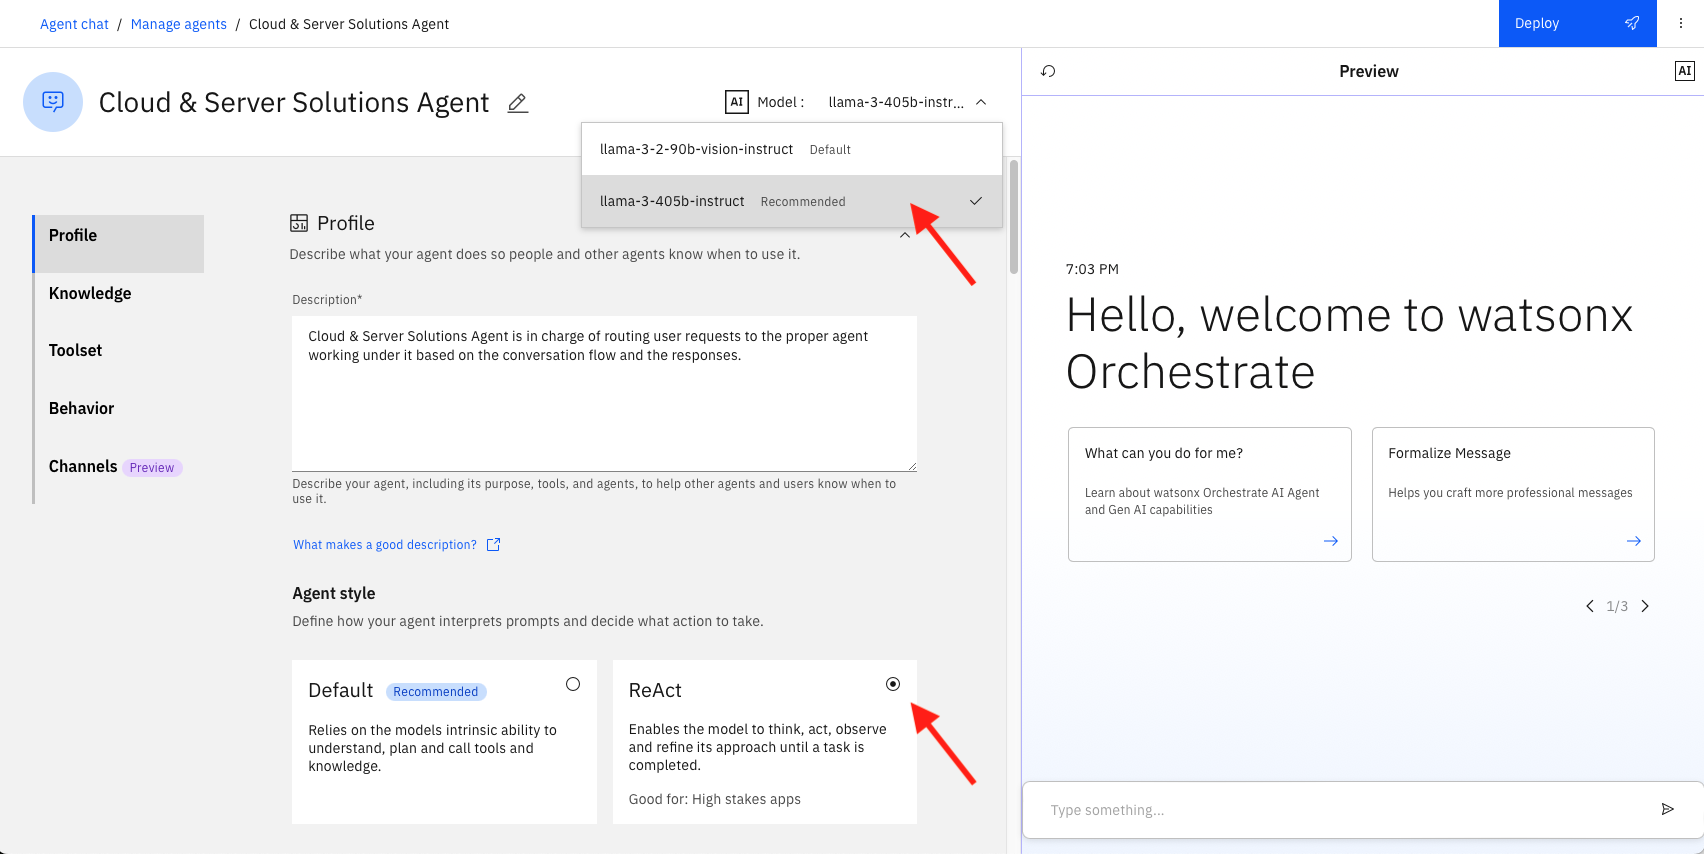 Agent chat / Manage agents / Cloud & Server Solutions Agent
Deploy
Cloud & Server Solutions Agent
AI Model : llama-3-405b-instr...
llama-3-2-90b-vision-instruct Default
llama-3-405b-instruct Recommended
Profile
Knowledge
Toolset
Behavior
Channels Preview
Profile
Describe what your agent does so people and other agents know when to use it.
Description*
Cloud & Server Solutions Agent is in charge of routing user requests to the proper agent
working under it based on the conversation flow and the responses.
Describe your agent, including its purpose, tools, and agents, to help other agents and users know when to
use it.
What makes a good description?
Agent style
Define how your agent interprets prompts and decide what action to take.
Default Recommended
Relies on the models intrinsic ability to
understand, plan and call tools and
knowledge.
ReAct
Enables the model to think, act, observe
and refine its approach until a task is
completed.
Good for: High stakes apps
Preview
AI
7:03 PM
Hello, welcome to watsonx
Orchestrate
What can you do for me?
Learn about watsonx Orchestrate AI Agent
and Gen AI capabilities
Formalize Message
Helps you craft more professional messages
1/3
Type something...